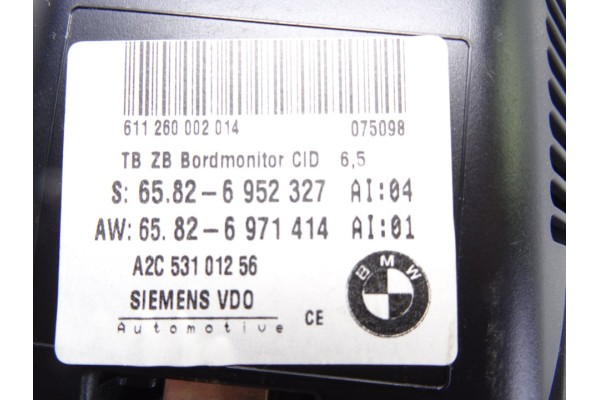 611 260 002 014 075098
TB ZB Bordmonitor CID 6,5
S: 65.82-6 952 327 AI:04
AW: 65.82-6 971 414 AI:01
A2C 531 012 56
SIEMENS VDO
Automotive CE
BMW